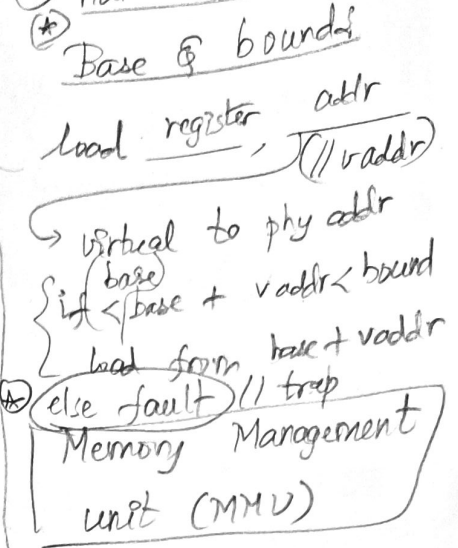 Base & bounds
load register, addr
(//vaddr)
virtual to phy addr
(base)
if < base + vaddr < bound
load from base + vaddr
else fault // trap
Memory Management
unit (MMU)